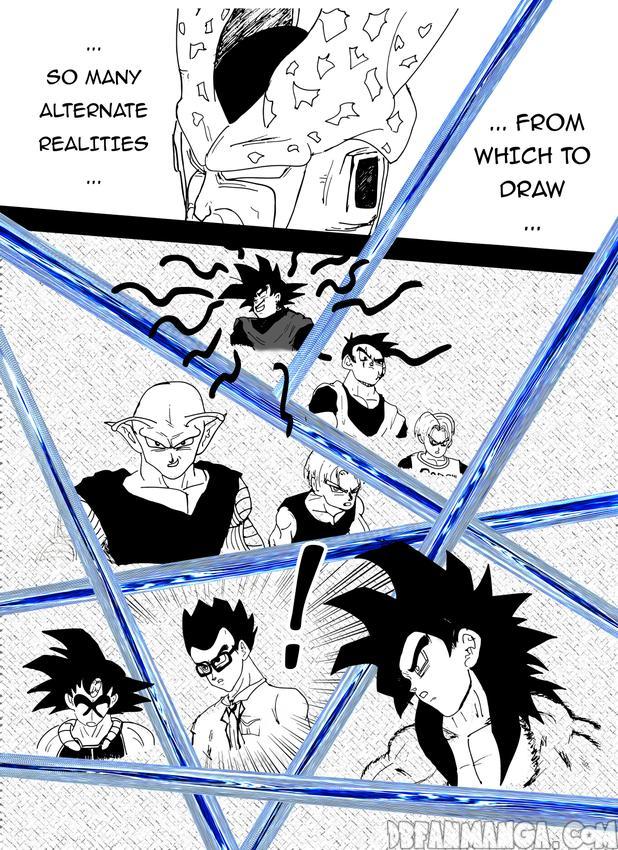 ...
SO MANY
ALTERNATE
REALITIES
...
... FROM
WHICH TO
DRAW
...
!
DBFANMANGA.COM